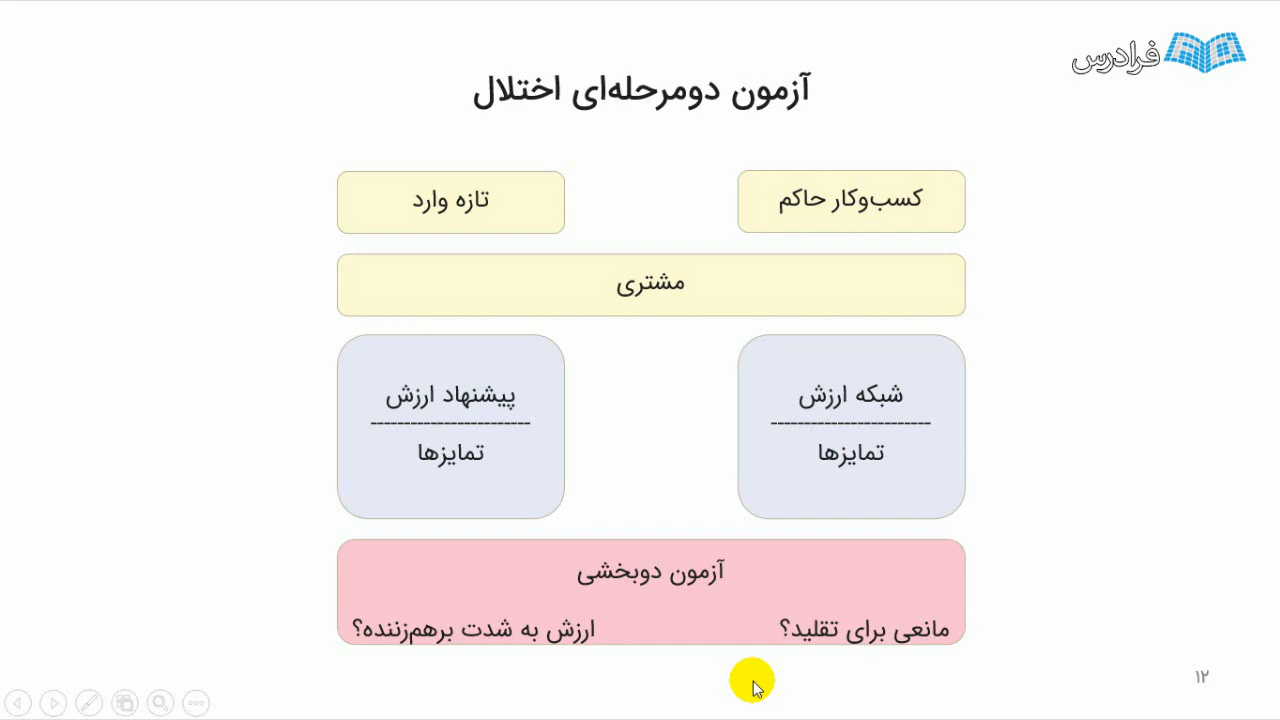 فرادرس
آزمون دومرحله‌ای اختلال
کسب‌وکار حاکم
تازه وارد
مشتری
شبکه ارزش
------------------------
تمایزها
پیشنهاد ارزش
------------------------
تمایزها
آزمون دوبخشی
مانعی برای تقلید؟
ارزش به شدت برهم‌زننده؟
۱۲